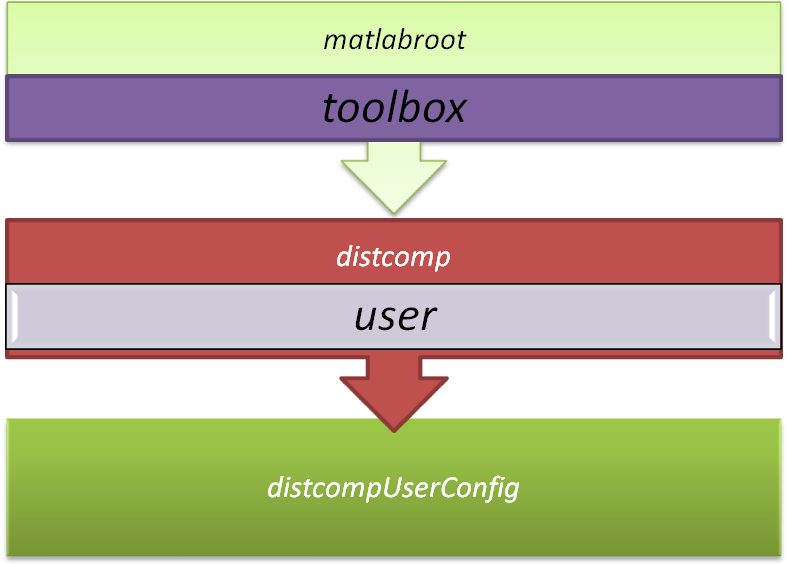 matlabroot
toolbox
distcomp
user
distcompUserConfig